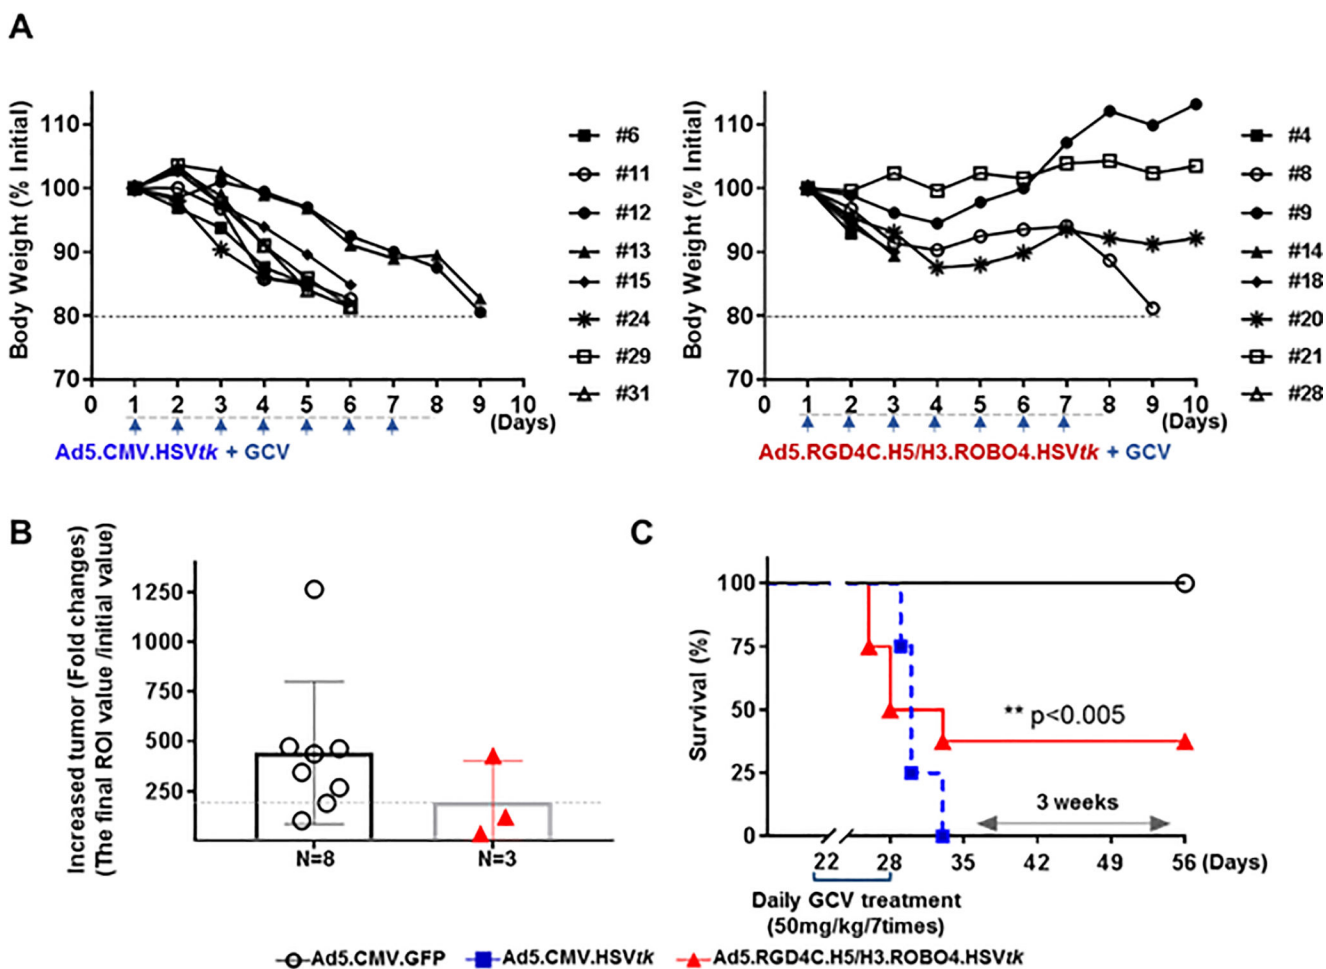 A
Body Weight (% Initial)
110
100
90
80
70
0 1 2 3 4 5 6 7 8 9 10
(Days)
Ad5.CMV.HSVtk + GCV
#6
#11
#12
#13
#15
#24
#29
#31
Body Weight (% Initial)
110
100
90
80
70
0 1 2 3 4 5 6 7 8 9 10
(Days)
Ad5.RGD4C.H5/H3.ROBO4.HSVtk + GCV
#4
#8
#9
#14
#18
#20
#21
#28
B
Increased tumor (Fold changes)
(The final ROI value /initial value)
1250
1000
750
500
250
N=8 N=3
C
Survival (%)
100
75
50
25
0
** p<0.005
3 weeks
22 28 35 42 49 56 (Days)
Daily GCV treatment
(50mg/kg/7times)
Ad5.CMV.GFP Ad5.CMV.HSVtk Ad5.RGD4C.H5/H3.ROBO4.HSVtk